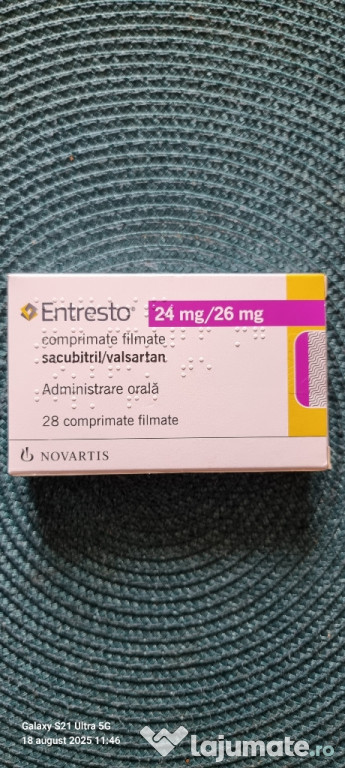 Entresto® 24 mg/26 mg
comprimate filmate
sacubitril/valsartan
Administrare orală
28 comprimate filmate
NOVARTIS
Galaxy S21 Ultra 5G
18 august 2025 11:46
Lajumate.ro